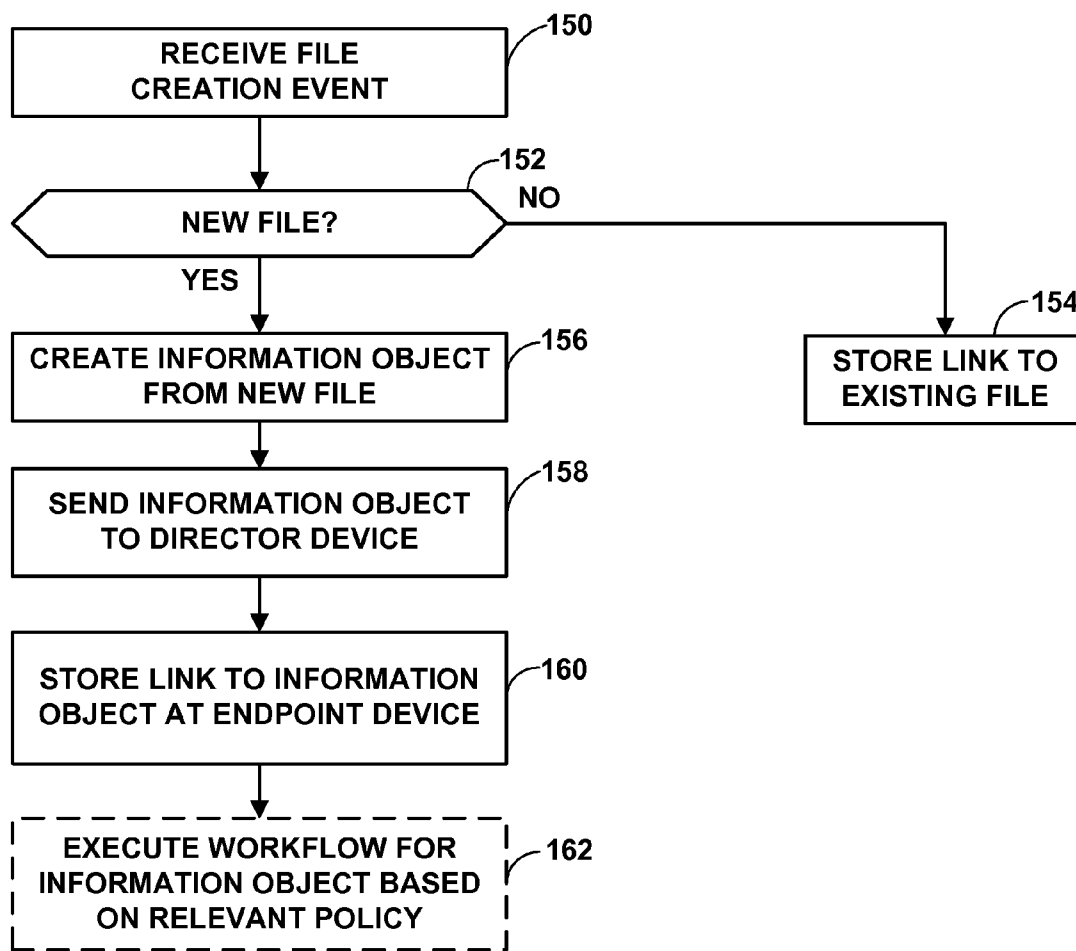 150
RECEIVE FILE
CREATION EVENT
152
NEW FILE?
NO
YES
154
STORE LINK TO
EXISTING FILE
156
CREATE INFORMATION OBJECT
FROM NEW FILE
158
SEND INFORMATION OBJECT
TO DIRECTOR DEVICE
160
STORE LINK TO INFORMATION
OBJECT AT ENDPOINT DEVICE
162
EXECUTE WORKFLOW FOR
INFORMATION OBJECT BASED
ON RELEVANT POLICY